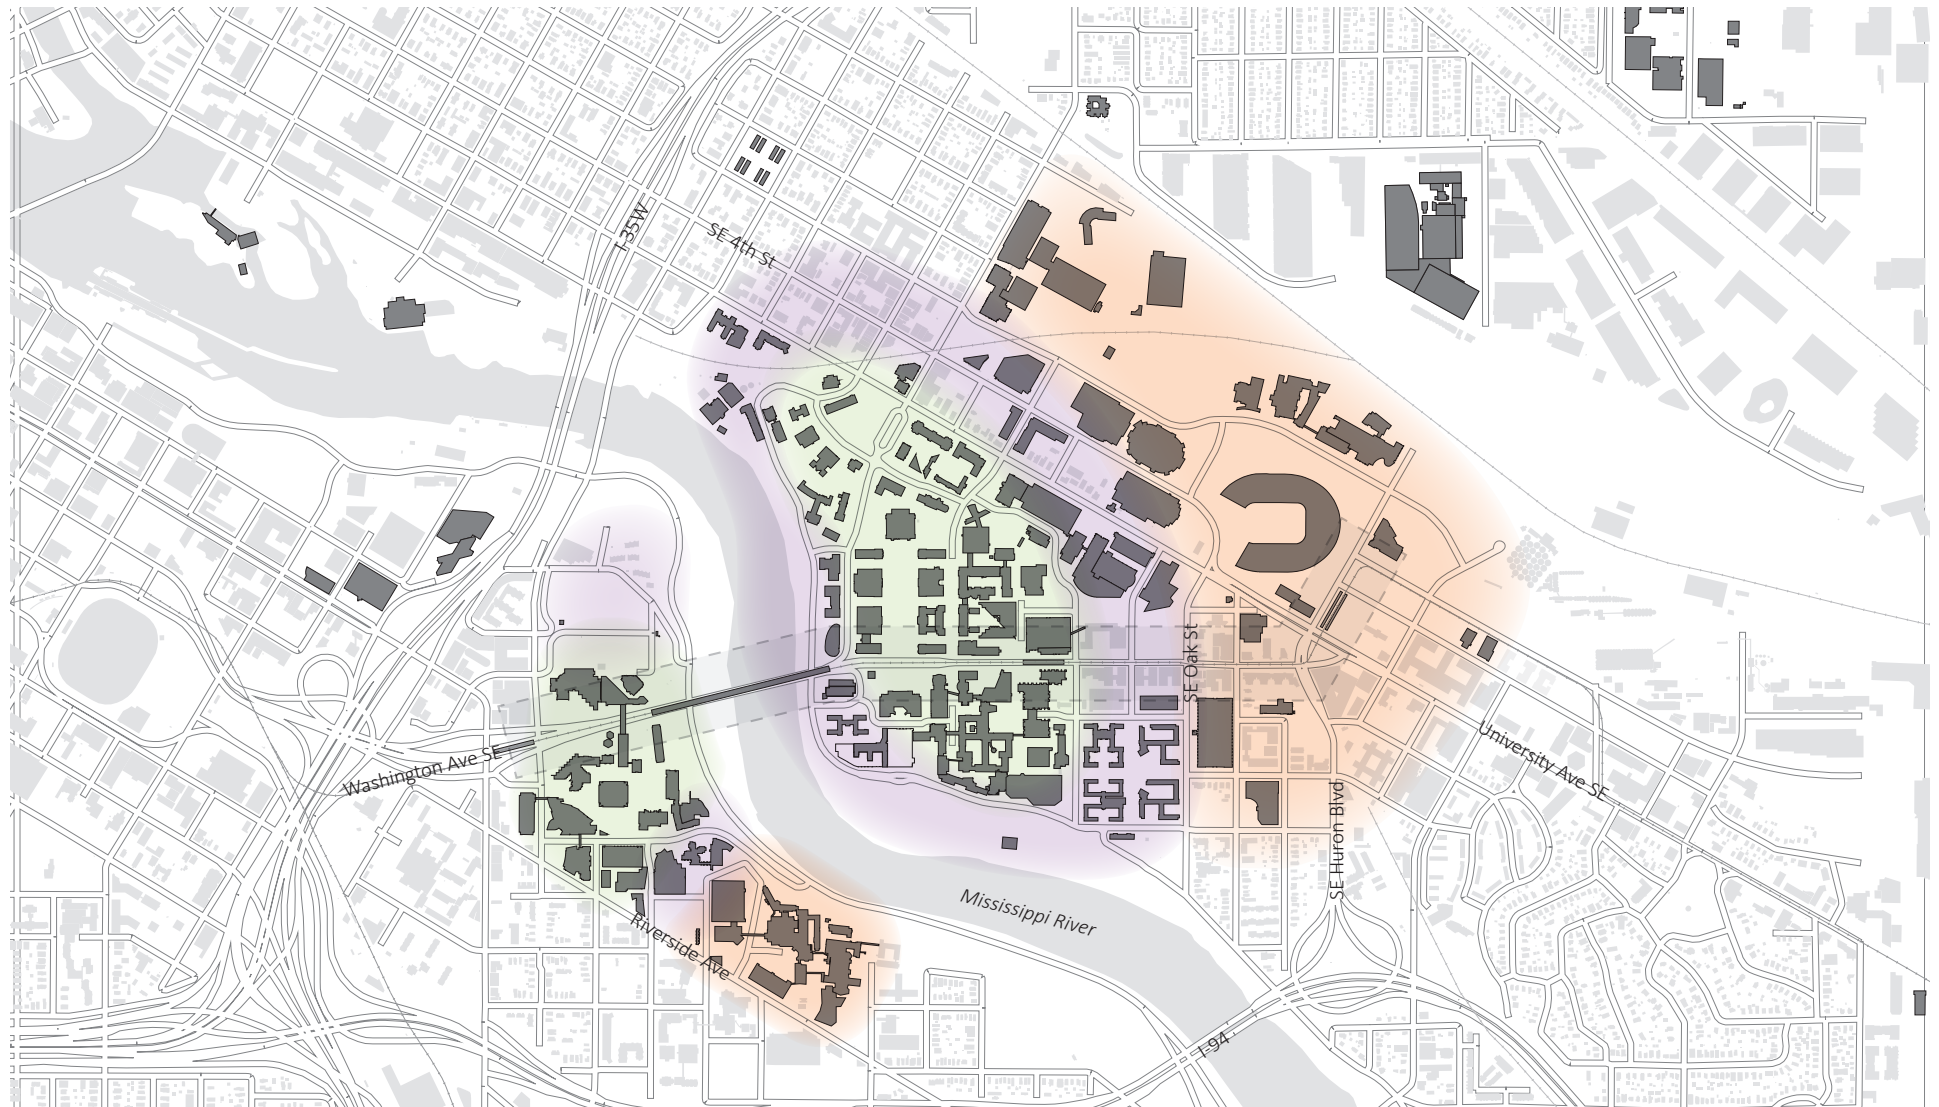 I-35W
SE 4th St
SE Oak St
Washington Ave SE
University Ave SE
SE Huron Blvd
Mississippi River
Riverside Ave
I-94